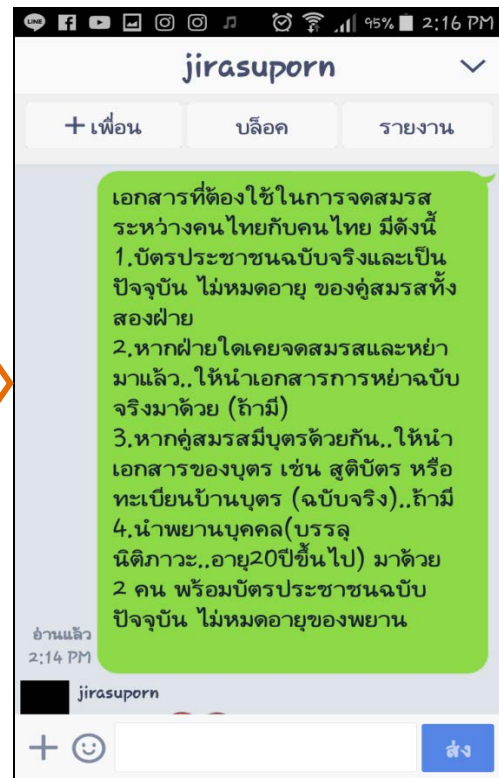 95% 2:16 PM
jirasuporn
+ เพื่อน บล็อค รายงาน
เอกสารที่ต้องใช้ในการจดสมรส
ระหว่างคนไทยกับคนไทย มีดังนี้
1.บัตรประชาชนฉบับจริงและเป็น
ปัจจุบัน ไม่หมดอายุ ของคู่สมรสทั้ง
สองฝ่าย
2.หากฝ่ายใดเคยจดสมรสและหย่า
มาแล้ว..ให้นำเอกสารการหย่าฉบับ
จริงมาด้วย (ถ้ามี)
3.หากคู่สมรสมีบุตรด้วยกัน..ให้นำ
เอกสารของบุตร เช่น สูติบัตร หรือ
ทะเบียนบ้านบุตร (ฉบับจริง)..ถ้ามี
4.นำพยานบุคคล(บรรลุ
นิติภาวะ..อายุ20ปีขึ้นไป) มาด้วย
2 คน พร้อมบัตรประชาชนฉบับ
ปัจจุบัน ไม่หมดอายุของพยาน
อ่านแล้ว
2:14 PM
jirasuporn
ส่ง